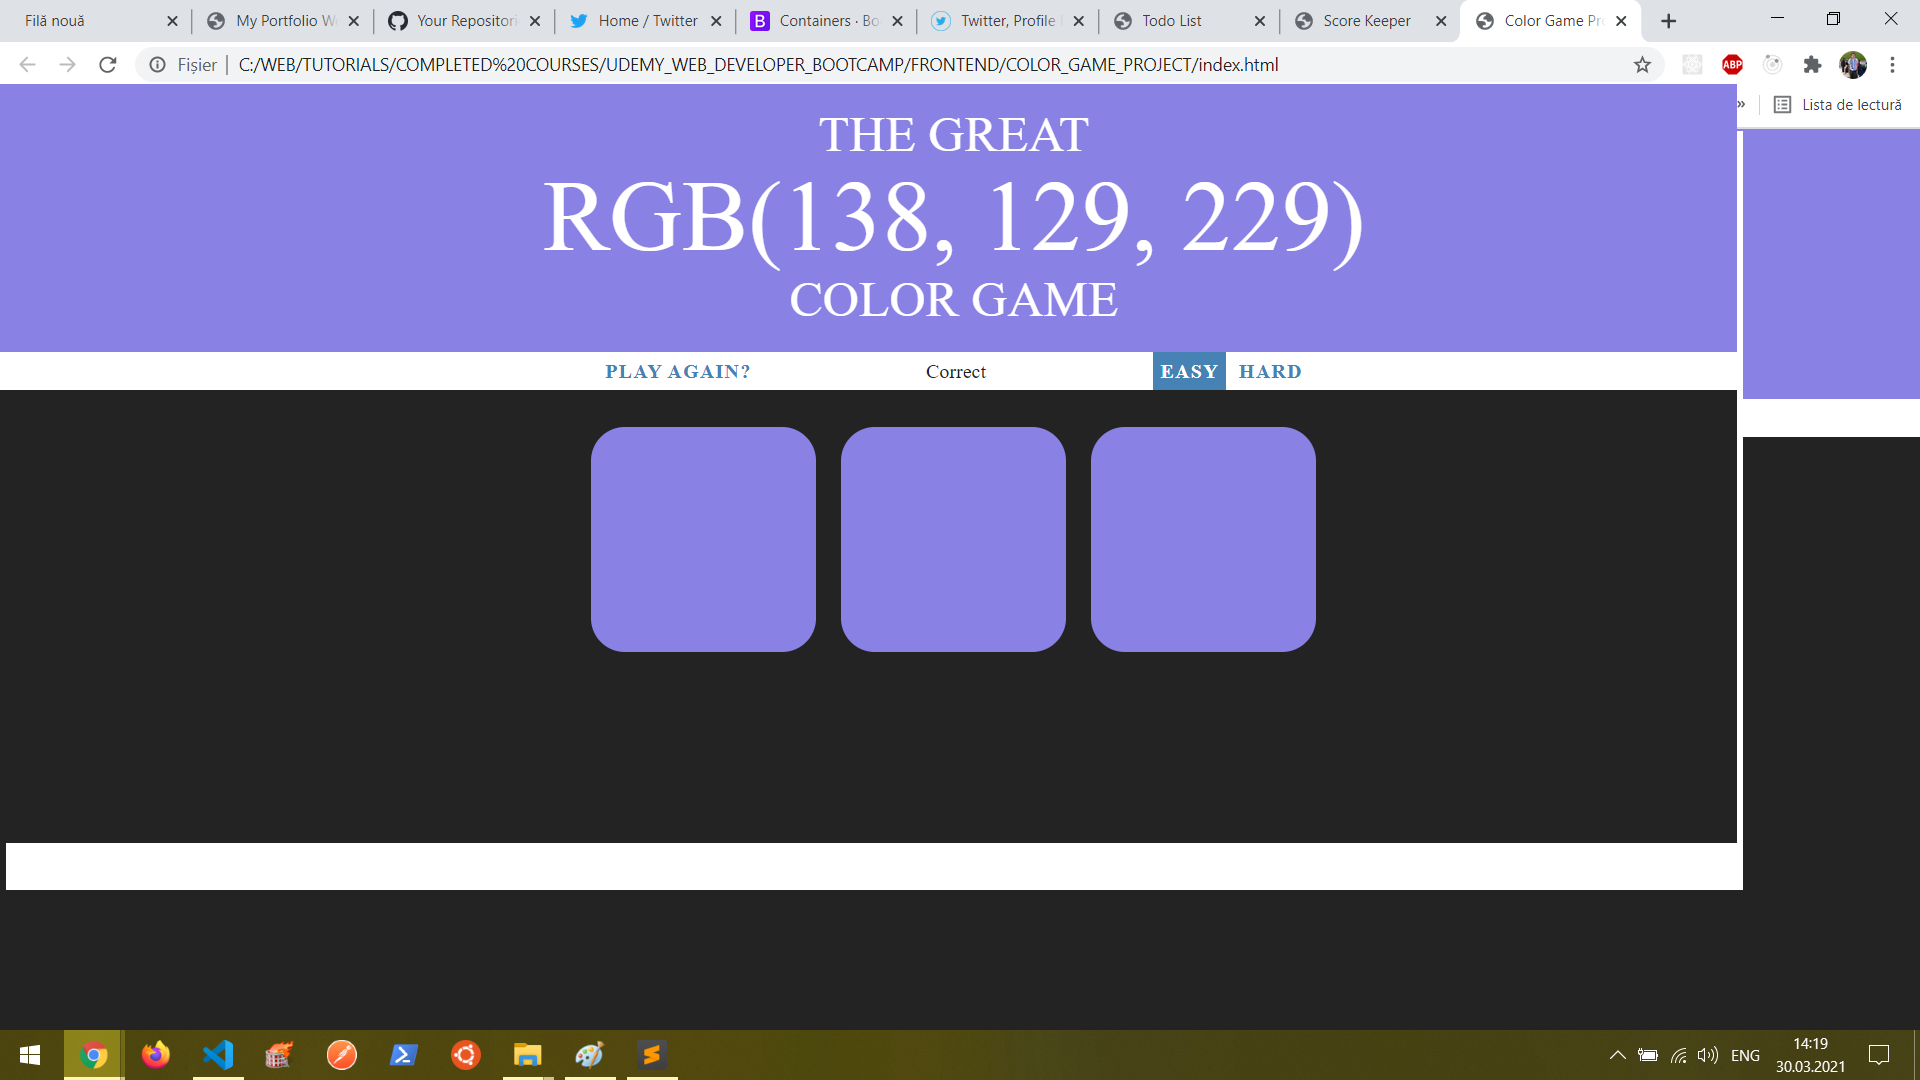 Filă nouă
My Portfolio W
Your Repositori
Home / Twitter
Containers · Bo
Twitter, Profile
Todo List
Score Keeper
Color Game Pr
Fișier
C:/WEB/TUTORIALS/COMPLETED%20COURSES/UDEMY_WEB_DEVELOPER_BOOTCAMP/FRONTEND/COLOR_GAME_PROJECT/index.html
ABP
» Lista de lectură
THE GREAT
RGB(138, 129, 229)
COLOR GAME
PLAY AGAIN? Correct EASY HARD
ENG
14:19
30.03.2021